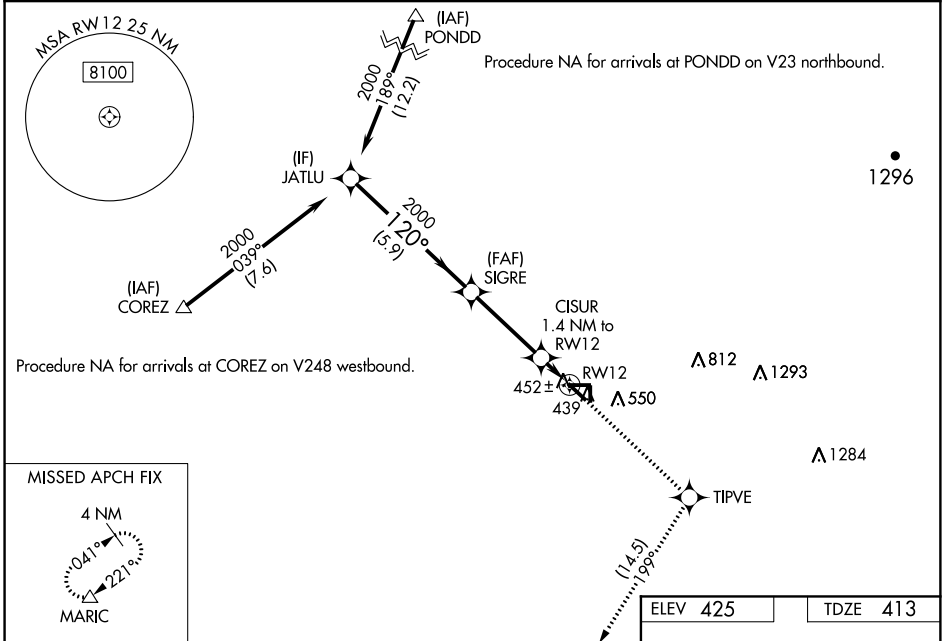 MSA RW12 25 NM
8100
(IAF)
PONDD
Procedure NA for arrivals at PONDD on V23 northbound.
2000
189°
(12.2)
1296
(IF)
JATLU
2000
120°
(5.9)
2000
039°
(7.6)
(IAF)
COREZ
(FAF)
SIGRE
CISUR
1.4 NM to
RW12
Procedure NA for arrivals at COREZ on V248 westbound.
RW12
452±
439
550
812
1293
1284
MISSED APCH FIX
4 NM
041°
221°
MARIC
TIPVE
(14.5)
199°
ELEV 425
TDZE 413